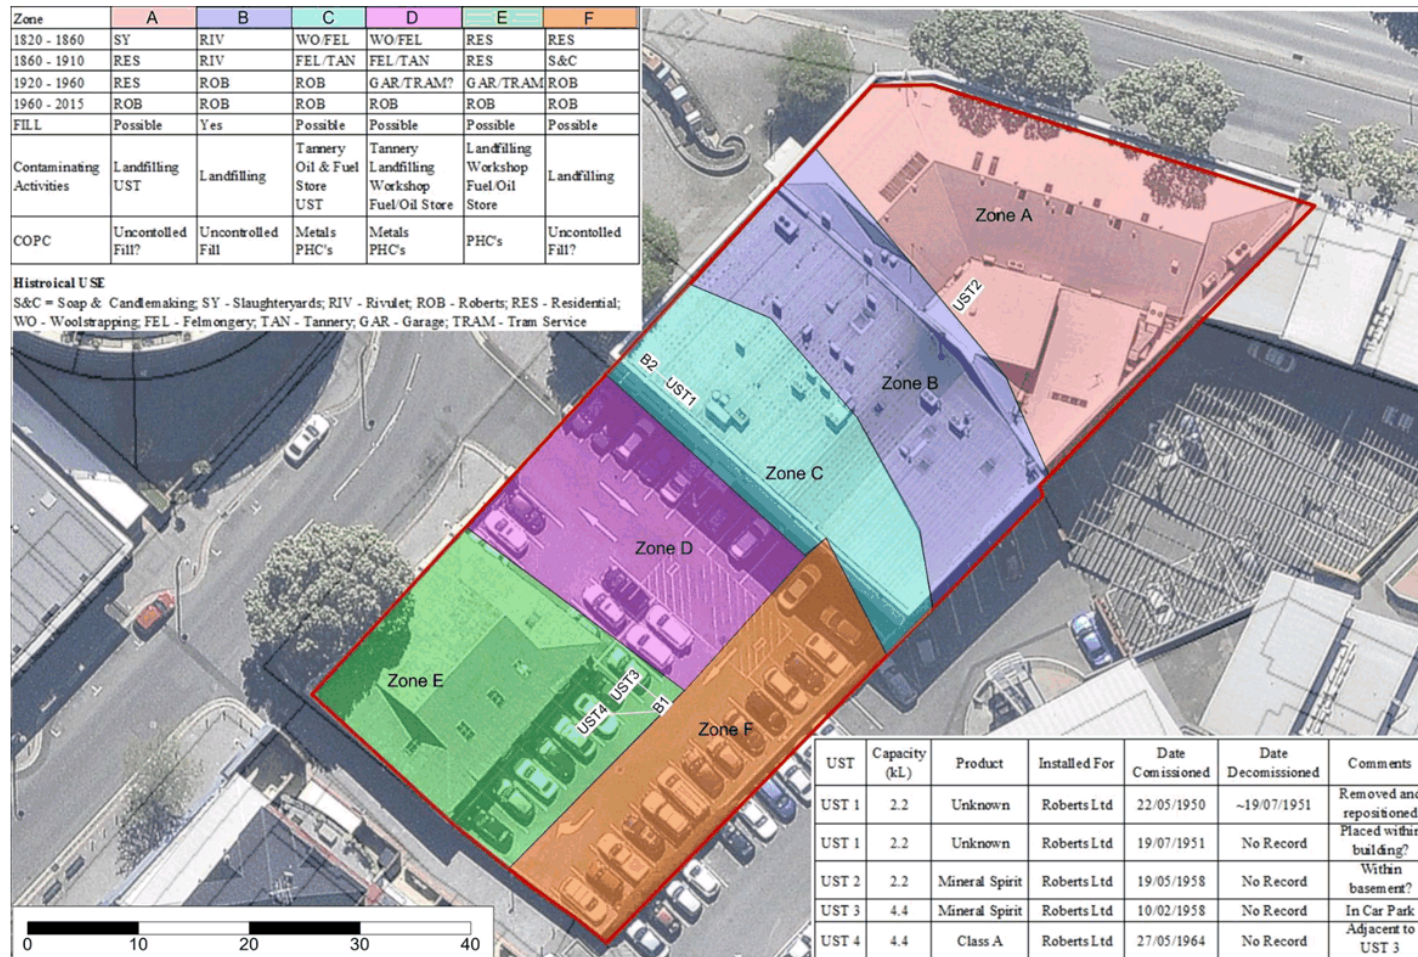 Zone A B C D E F
1820 - 1860 SY RIV WO/FEL WO/FEL RES RES
1860 - 1910 RES RIV FEL/TAN FEL/TAN RES S&C
1920 - 1960 RES ROB ROB GAR/TRAM? GAR/TRAM ROB
1960 - 2015 ROB ROB ROB ROB ROB ROB
FILL Possible Yes Possible Possible Possible Possible
Contaminating Activities Landfilling UST Landfilling Tannery Oil & Fuel Store UST Tannery Landfilling Workshop Fuel/Oil Store Landfilling Workshop Fuel/Oil Store Landfilling
COPC Uncontolled Fill? Uncontrolled Fill Metals PHC's Metals PHC's PHC's Uncontolled Fill?
Histroical USE
S&C = Soap & Candlemaking; SY - Slaughteryards; RIV - Rivulet; ROB - Roberts; RES - Residential;
WO - Woolstrapping; FEL - Felmongery; TAN - Tannery; GAR - Garage; TRAM - Tram Service
Zone A
UST2
B2
UST1
Zone B
Zone C
Zone D
Zone E
UST3
UST4
B1
Zone F
UST Capacity (kL) Product Installed For Date Comissioned Date Decomissioned Comments
UST 1 2.2 Unknown Roberts Ltd 22/05/1950 ~19/07/1951 Removed and repositioned
UST 1 2.2 Unknown Roberts Ltd 19/07/1951 No Record Placed within building?
UST 2 2.2 Mineral Spirit Roberts Ltd 19/05/1958 No Record Within basement?
UST 3 4.4 Mineral Spirit Roberts Ltd 10/02/1958 No Record In Car Park
UST 4 4.4 Class A Roberts Ltd 27/05/1964 No Record Adjacent to UST 3
0 10 20 30 40